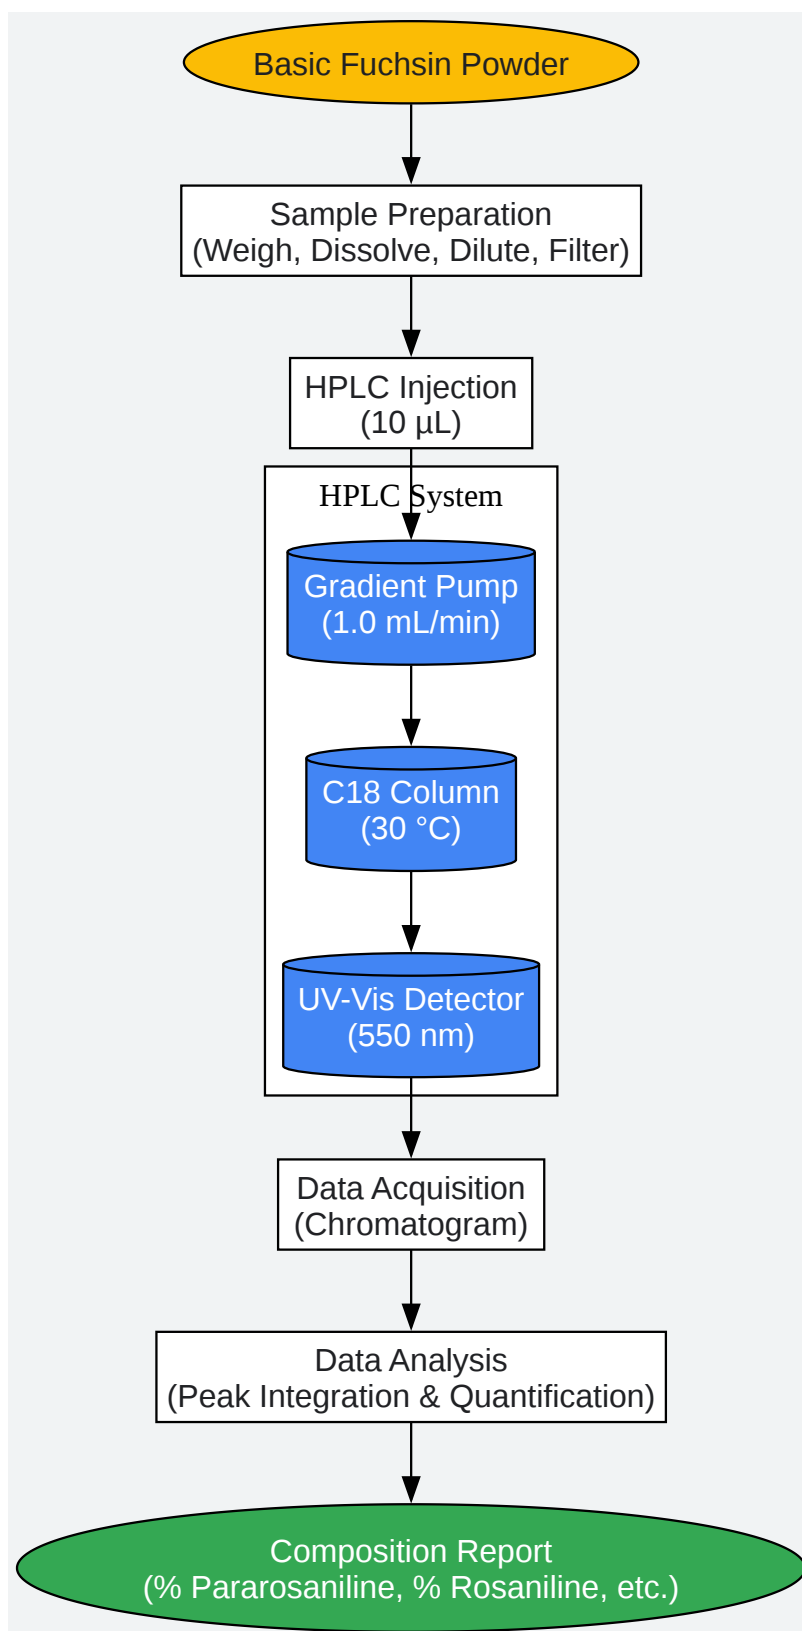 Basic Fuchsin Powder
Sample Preparation
(Weigh, Dissolve, Dilute, Filter)
HPLC Injection
(10 µL)
HPLC System
Gradient Pump
(1.0 mL/min)
C18 Column
(30 °C)
UV-Vis Detector
(550 nm)
Data Acquisition
(Chromatogram)
Data Analysis
(Peak Integration & Quantification)
Composition Report
(% Pararosaniline, % Rosaniline, etc.)